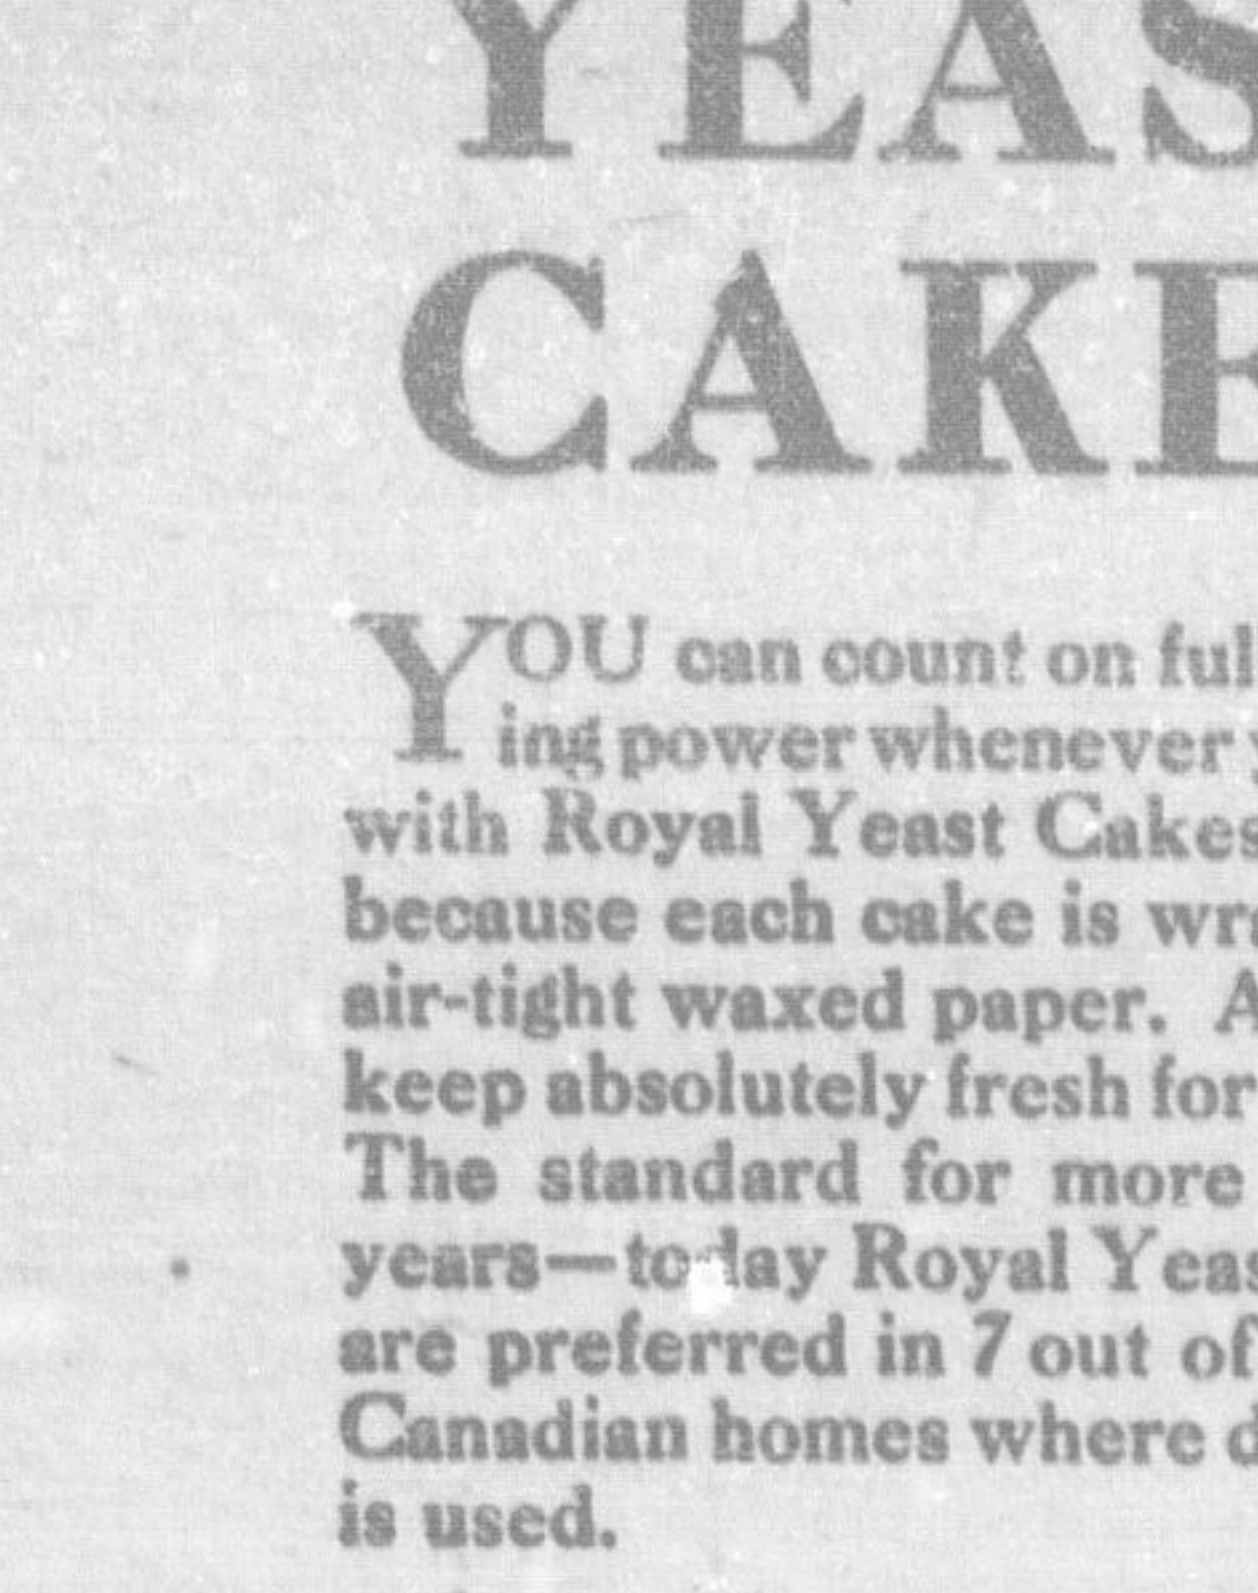 YEAS
CAKE
YOU can count on ful
ing power whenever
with Royal Yeast Cakes
because each cake is wr
air-tight waxed paper. A
keep absolutely fresh for
The standard for more
years—today Royal Yeas
are preferred in 7 out of
Canadian homes where d
is used.